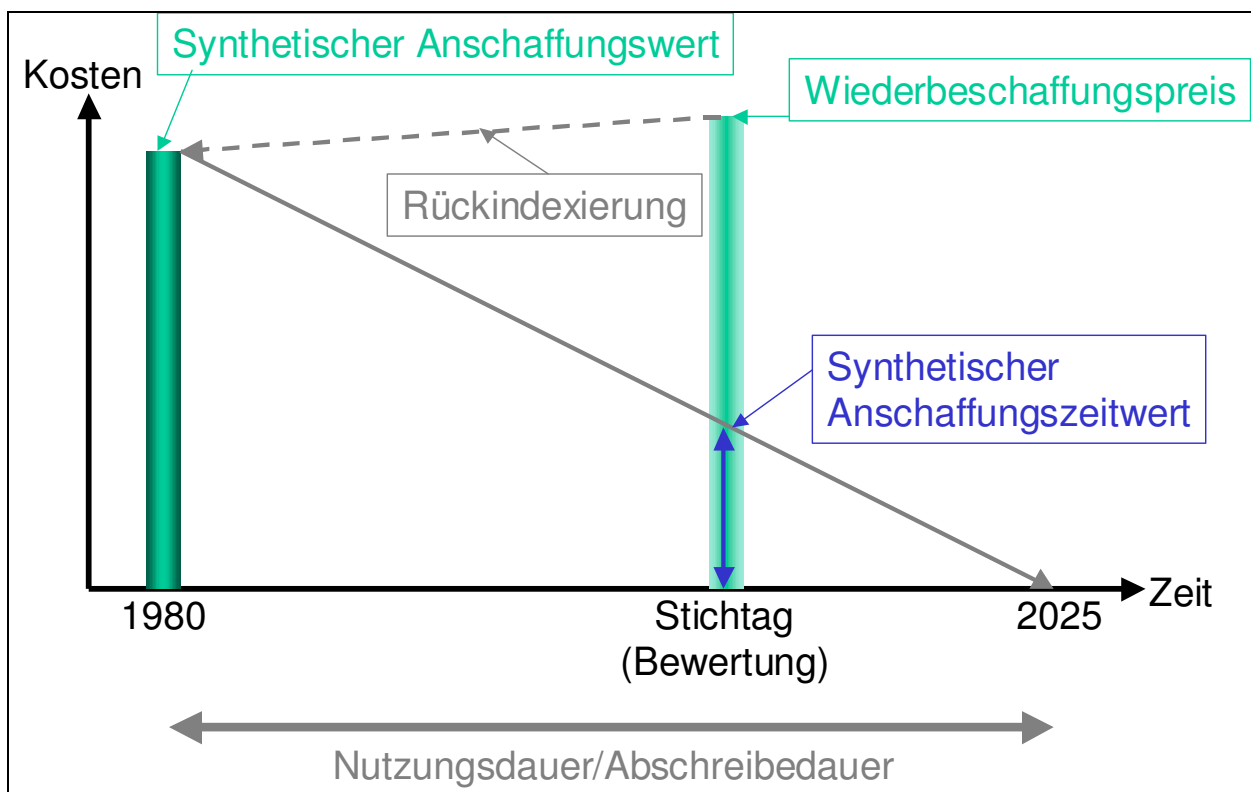 Synthetischer Anschaffungswert
Kosten
Wiederbeschaffungspreis
Rückindexierung
Synthetischer
Anschaffungszeitwert
Zeit
1980
Stichtag
(Bewertung)
2025
Nutzungsdauer/Abschreibedauer